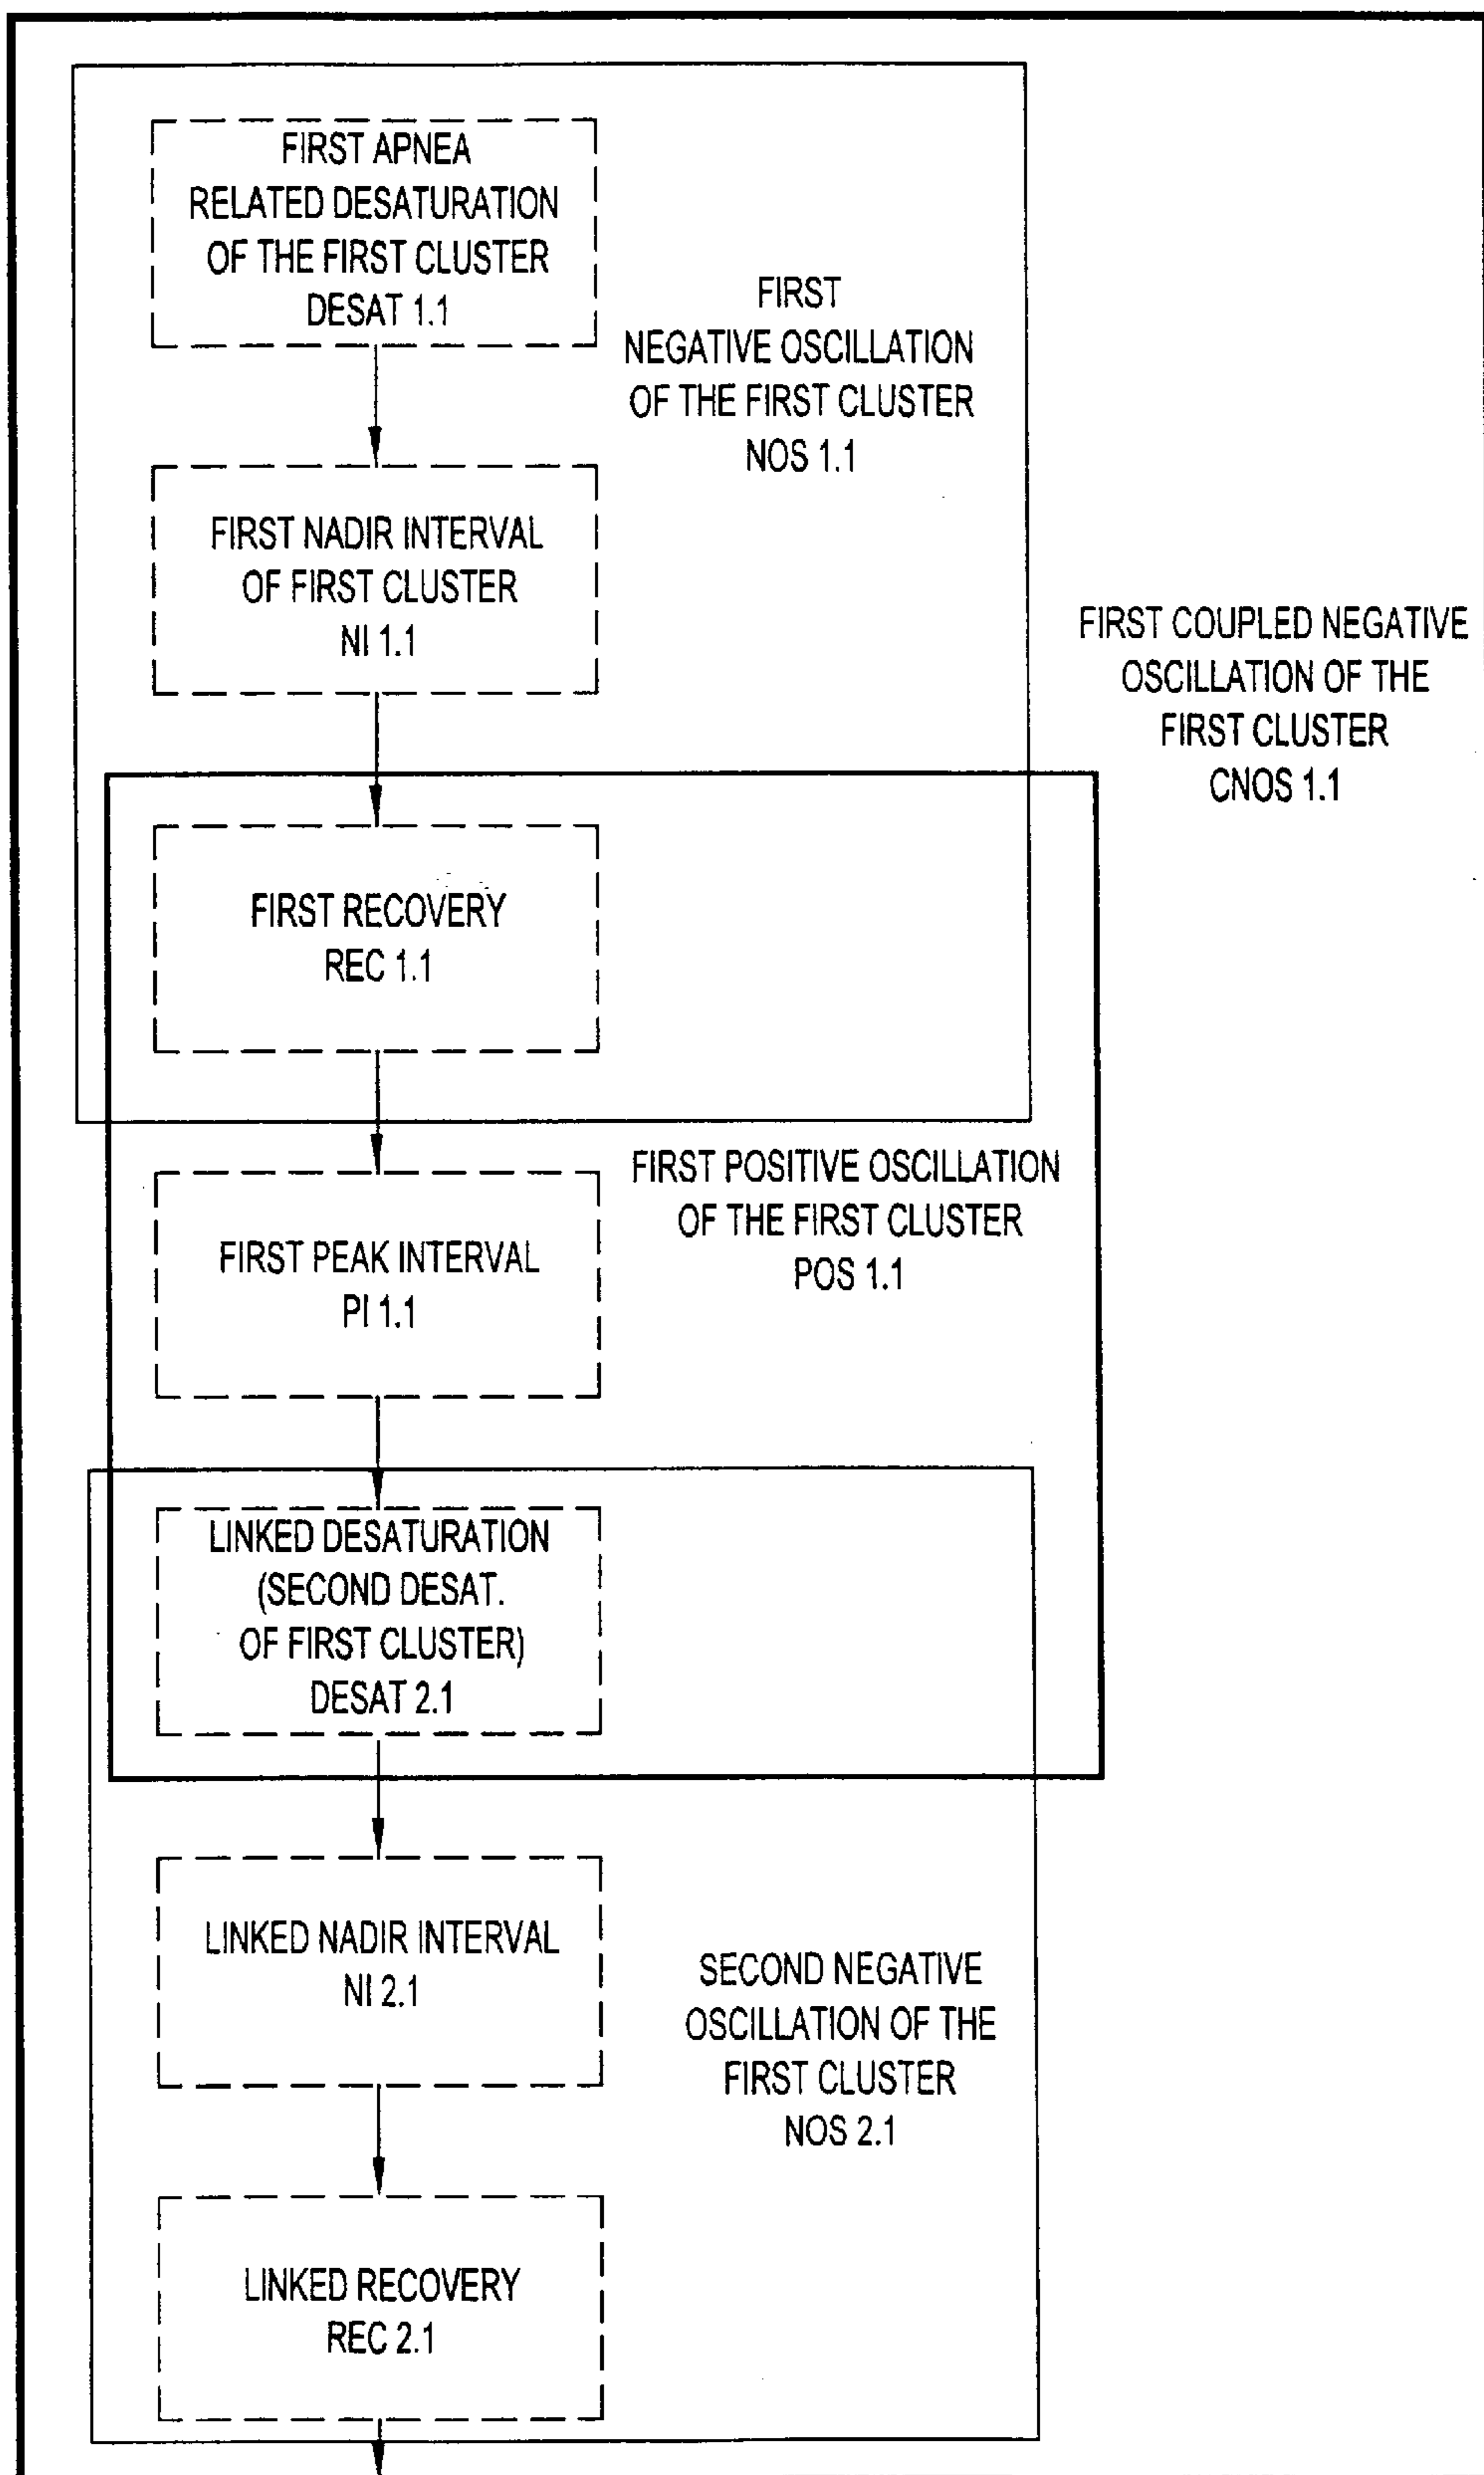 FIRST APNEA
RELATED DESATURATION
OF THE FIRST CLUSTER
DESAT 1.1
FIRST
NEGATIVE OSCILLATION
OF THE FIRST CLUSTER
NOS 1.1
FIRST NADIR INTERVAL
OF FIRST CLUSTER
NI 1.1
FIRST COUPLED NEGATIVE
OSCILLATION OF THE
FIRST CLUSTER
CNOS 1.1
FIRST RECOVERY
REC 1.1
FIRST POSITIVE OSCILLATION
OF THE FIRST CLUSTER
POS 1.1
FIRST PEAK INTERVAL
PI 1.1
LINKED DESATURATION
(SECOND DESAT.
OF FIRST CLUSTER)
DESAT 2.1
LINKED NADIR INTERVAL
NI 2.1
SECOND NEGATIVE
OSCILLATION OF THE
FIRST CLUSTER
NOS 2.1
LINKED RECOVERY
REC 2.1